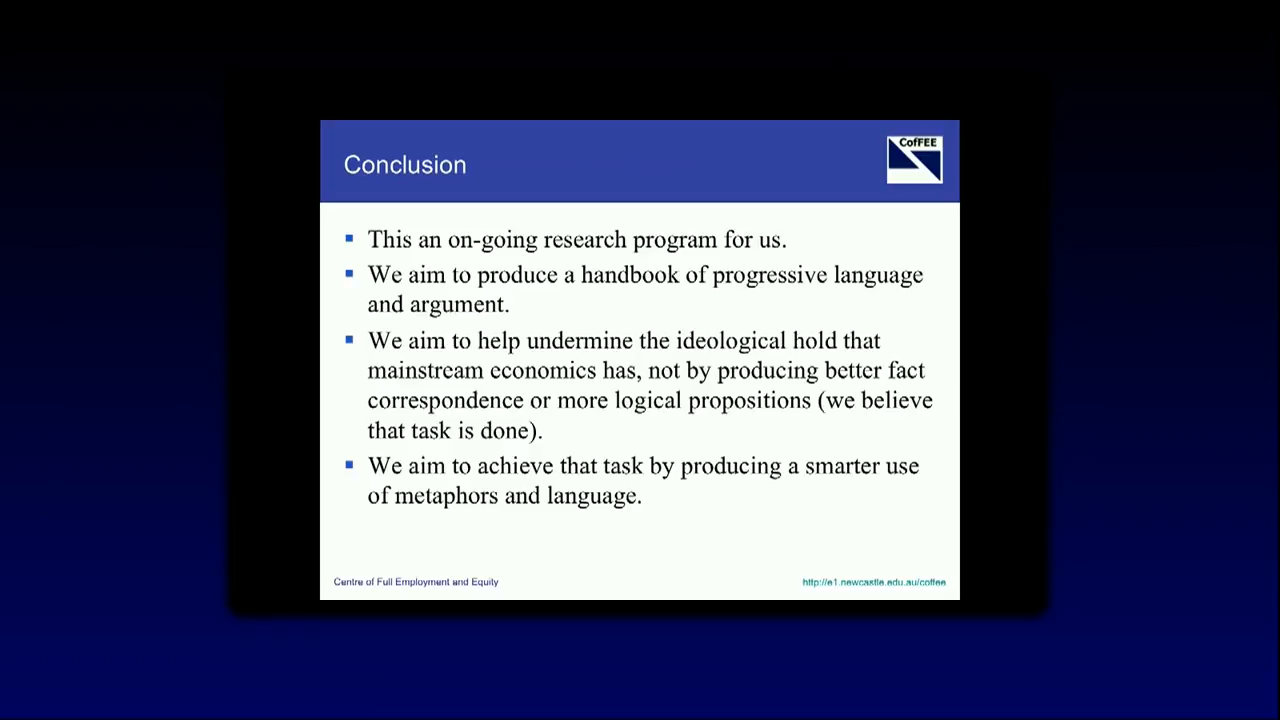 CofFEE
Conclusion
This an on-going research program for us.
We aim to produce a handbook of progressive language
and argument.
We aim to help undermine the ideological hold that
mainstream economics has, not by producing better fact
correspondence or more logical propositions (we believe
that task is done).
We aim to achieve that task by producing a smarter use
of metaphors and language.
Centre of Full Employment and Equity
http://e1.newcastle.edu.au/coffee